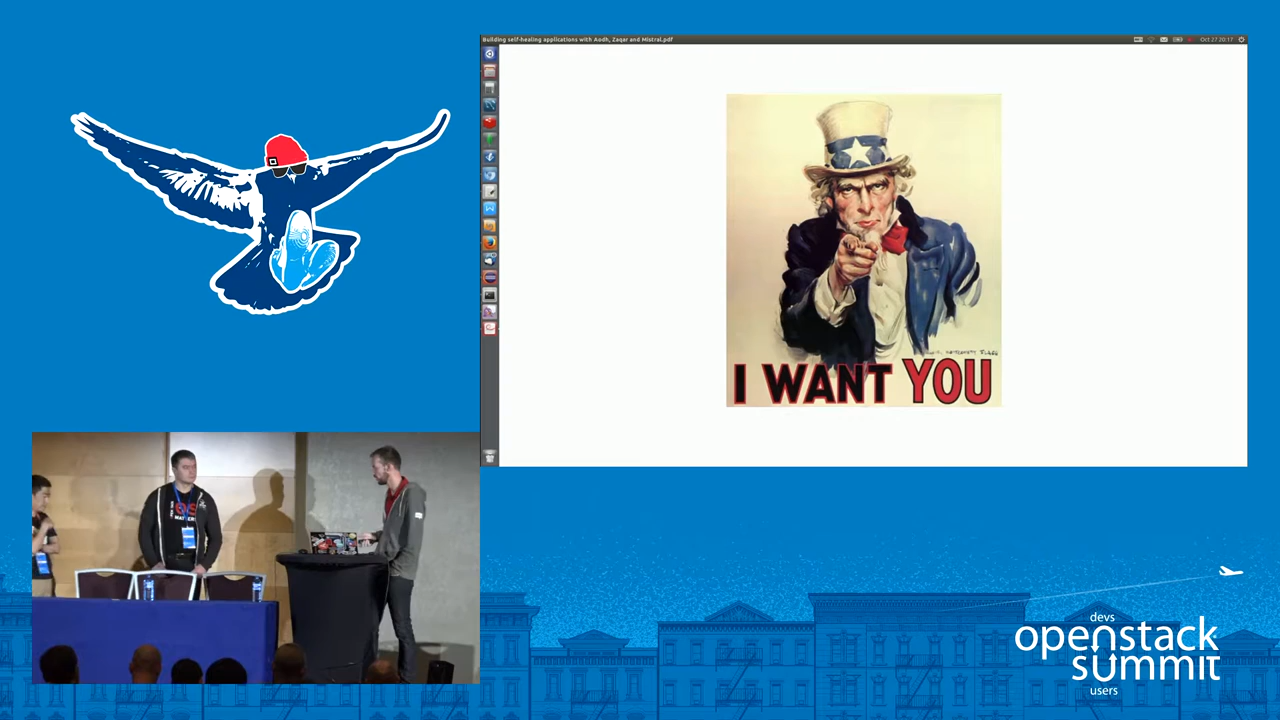 Building self-healing applications with Aodh, Zaqar and Mistral.pdf
Oct 27 20:17
I WANT YOU
devs
openstack
summit
users